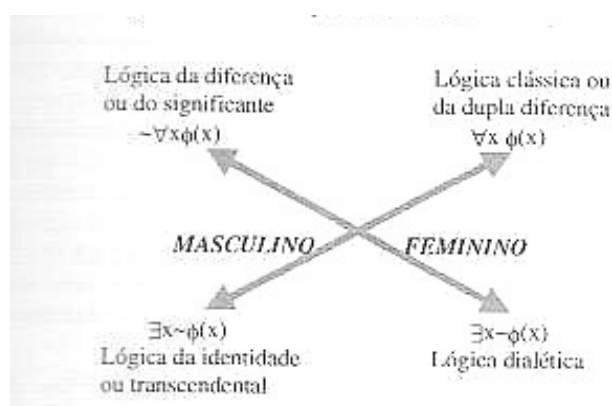 Lógica da diferença
ou do significante
~∀xϕ(x)
Lógica clássica ou
da dupla diferença
∀x ϕ(x)
MASCULINO
FEMININO
∃x~ϕ(x)
Lógica da identidade
ou transcendental
∃x–ϕ(x)
Lógica dialética